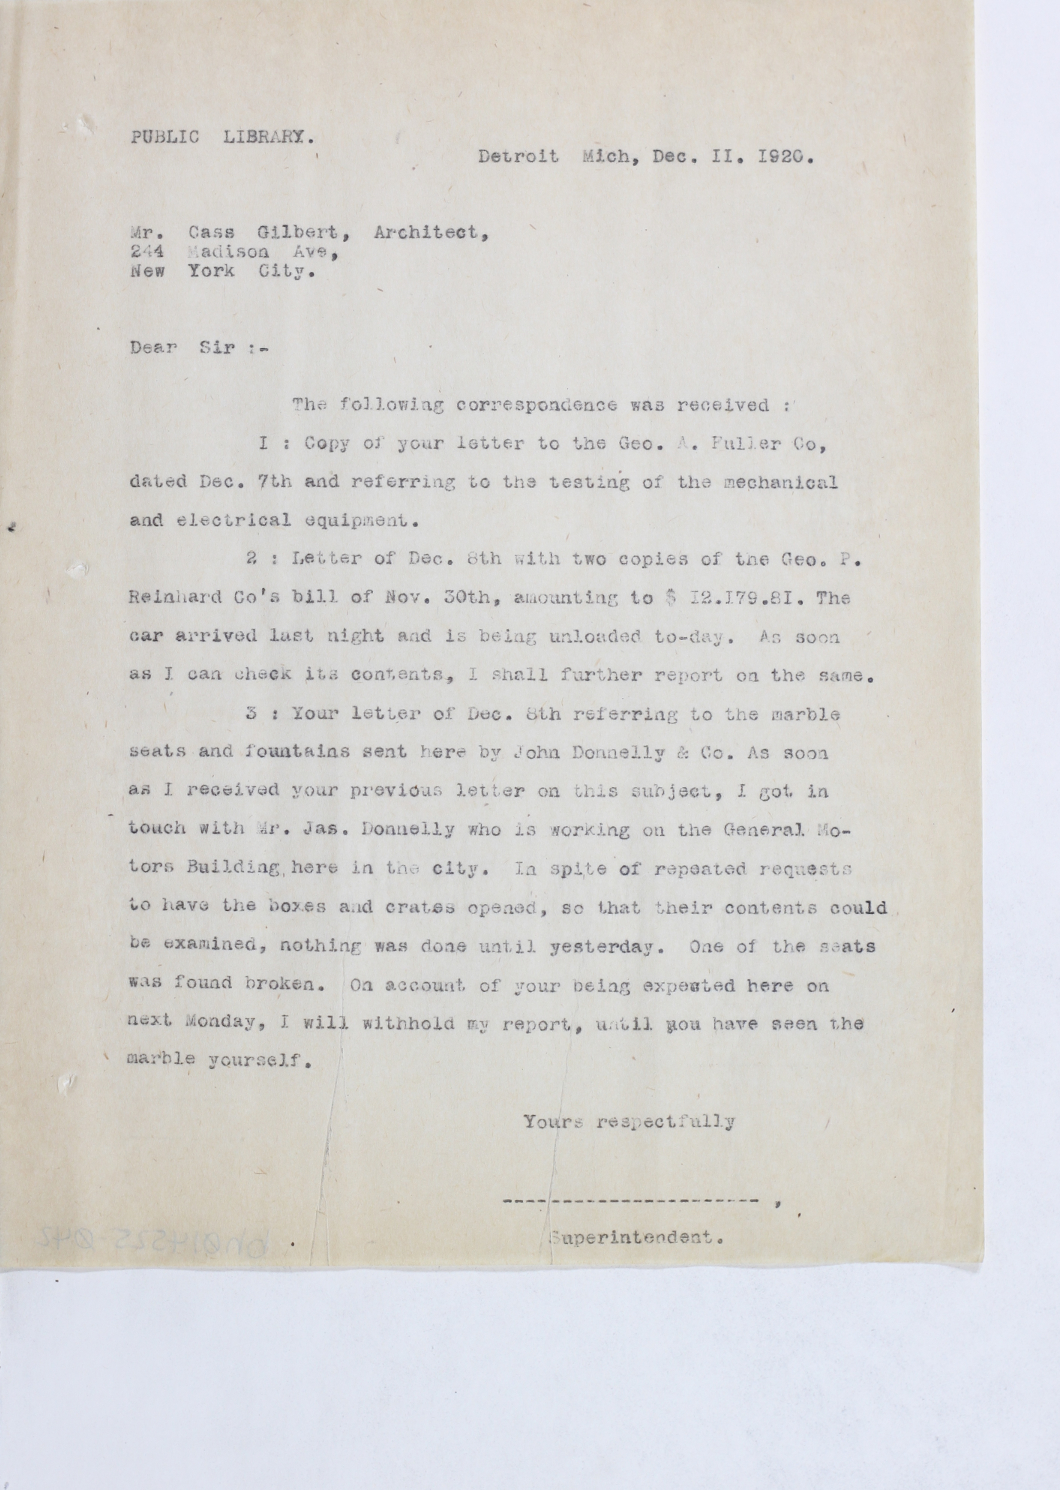 PUBLIC LIBRARY.
Detroit Mich, Dec. II. I920.
Mr. Cass Gilbert, Architect,
244 Madison Ave,
New York City.
Dear Sir :-
The following correspondence was received :
I : Copy of your letter to the Geo. A. Fuller Co,
dated Dec. 7th and referring to the testing of the mechanical
and electrical equipment.
2 : Letter of Dec. 8th with two copies of the Geo. P.
Reinhard Co's bill of Nov. 30th, amounting to $ I2.I79.8I. The
car arrived last night and is being unloaded to-day. As soon
as I can check its contents, I shall further report on the same.
3 : Your letter of Dec. 8th referring to the marble
seats and fountains sent here by John Donnelly & Co. As soon
as I received your previous letter on this subject, I got in
touch with Mr. Jas. Donnelly who is working on the General Mo-
tors Building, here in the city. In spite of repeated requests
to have the boxes and crates opened, so that their contents could
be examined, nothing was done until yesterday. One of the seats
was found broken. On account of your being expected here on
next Monday, I will withhold my report, until you have seen the
marble yourself.
Yours respectfully
---------------------- ,
Superintendent.